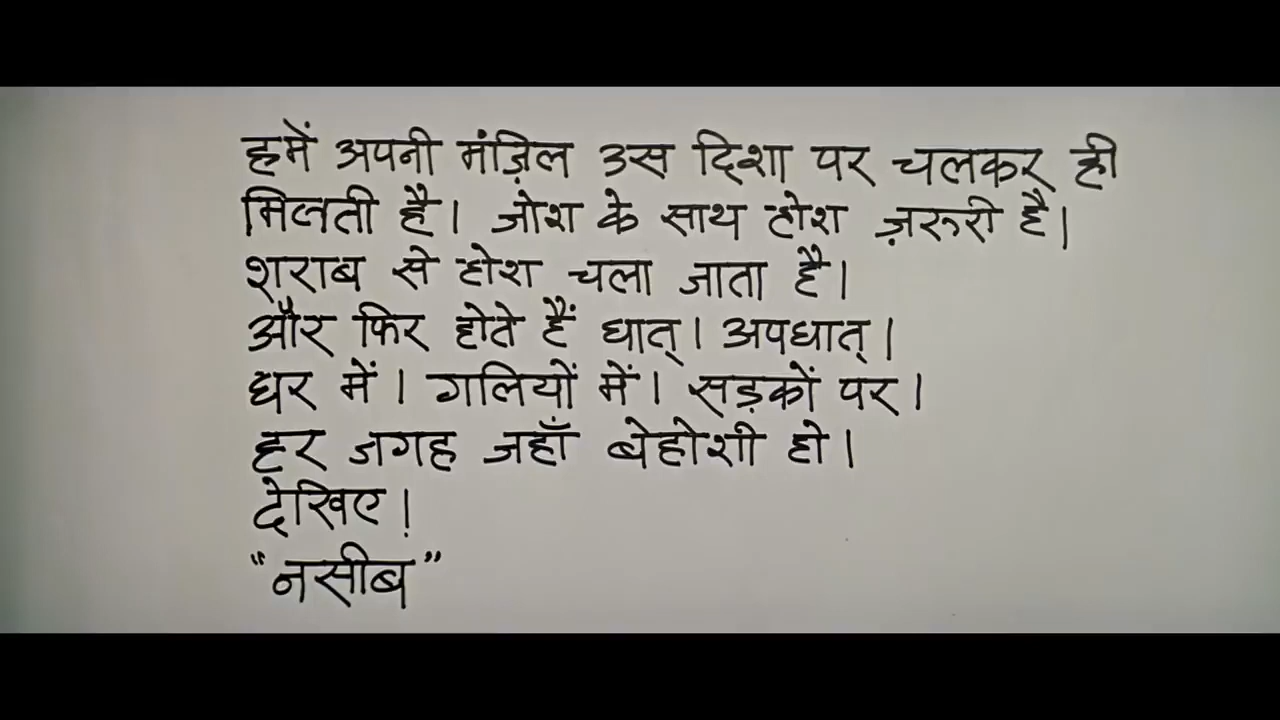 हमें अपनी मंज़िल उस दिशा पर चलकर ही
मिलती है। जोश के साथ होश ज़रूरी है।
शराब से होश चला जाता है।
और फिर होते हैं घात्। अपघात्।
घर में। गलियों में। सड़कों पर।
हर जगह जहाँ बेहोशी हो।
देखिए!
“नसीब”